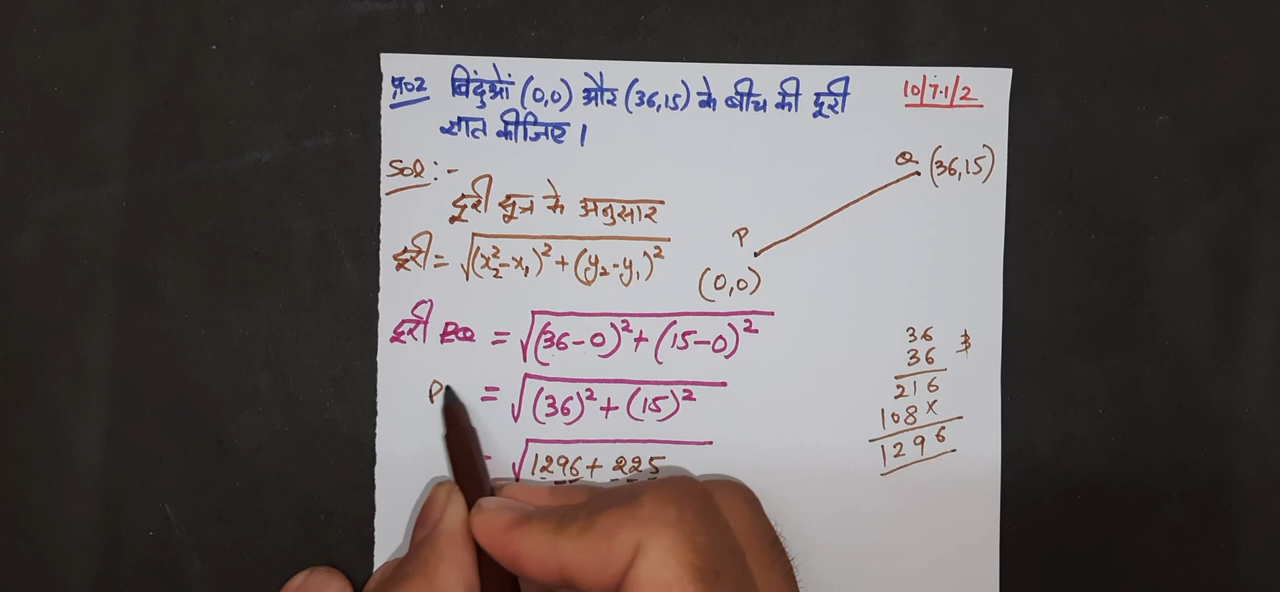 प्र०2 बिंदुओं (0,0) और (36,15) के बीच की दूरी
ज्ञात कीजिए।
10/7.1/2
Sol:-
दूरी सूत्र के अनुसार
दूरी = √(x₂²-x₁)² + (y₂-y₁)²
P
(0,0)
Q (36,15)
दूरी PQ = √(36-0)² + (15-0)²
P = √(36)² + (15)²
= √1296 + 225
36
36
216
108×
1296